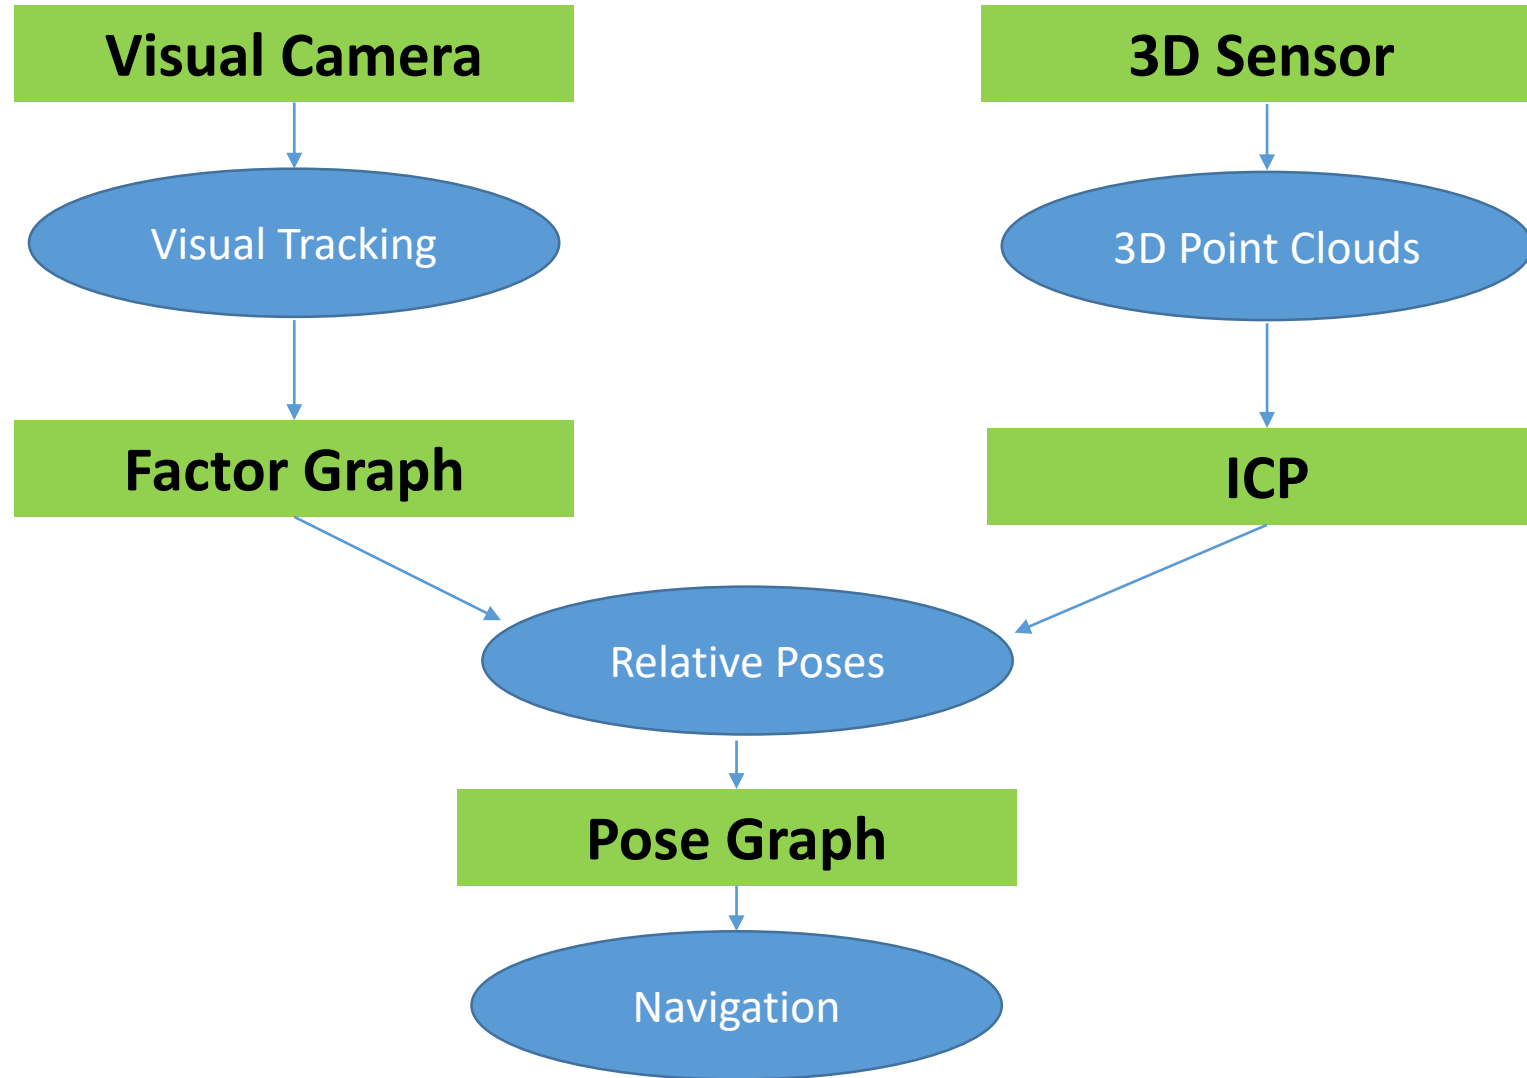 Visual Camera
3D Sensor
Visual Tracking
3D Point Clouds
Factor Graph
ICP
Relative Poses
Pose Graph
Navigation